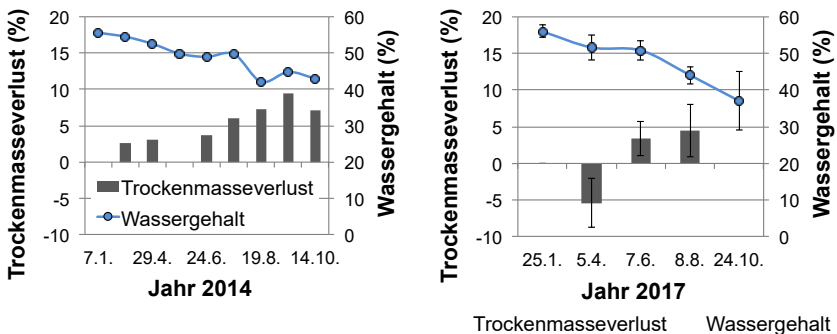 Trockenmasseverlust (%)
20
15
10
5
0
-5
-10
60
50
40
30
20
10
0
Wassergehalt (%)
Trockenmasseverlust
Wassergehalt
7.1. 29.4. 24.6. 19.8. 14.10.
Jahr 2014
Trockenmasseverlust (%)
20
15
10
5
0
-5
-10
60
50
40
30
20
10
0
Wassergehalt (%)
25.1. 5.4. 7.6. 8.8. 24.10.
Jahr 2017
Trockenmasseverlust Wassergehalt